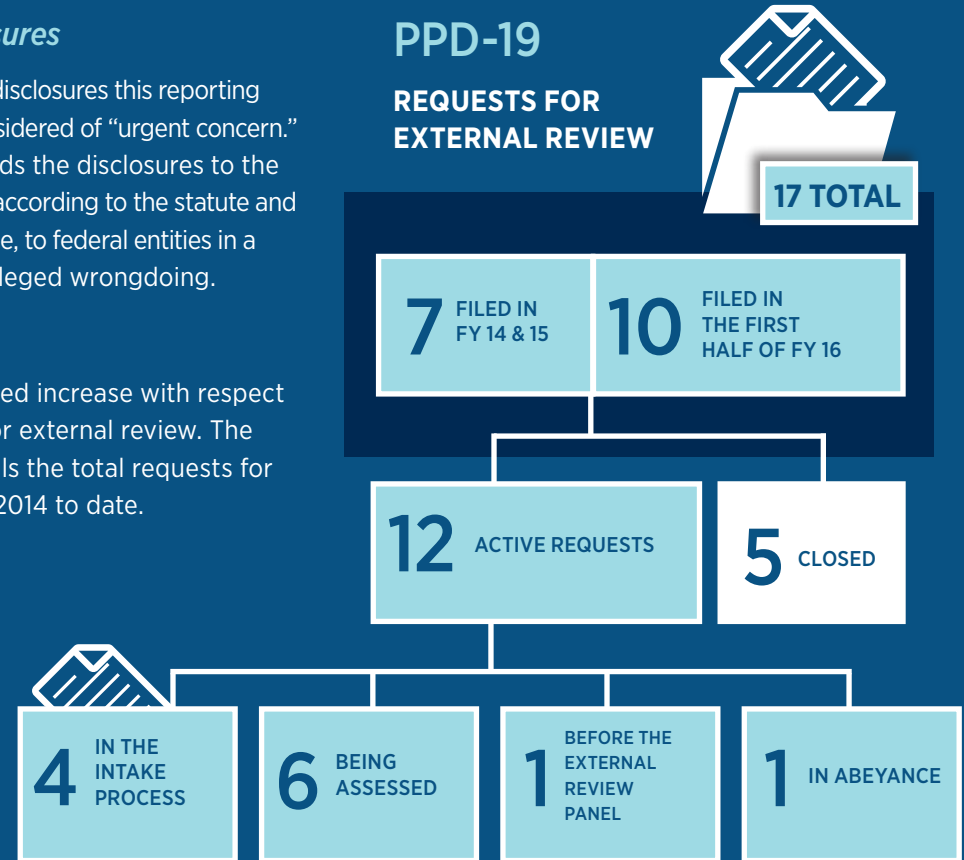 sures
disclosures this reporting
sidered of “urgent concern.”
ds the disclosures to the
according to the statute and
e, to federal entities in a
leged wrongdoing.
ed increase with respect
or external review. The
ls the total requests for
2014 to date.
PPD-19
REQUESTS FOR
EXTERNAL REVIEW
17 TOTAL
7 FILED IN
FY 14 & 15
10 FILED IN
THE FIRST
HALF OF FY 16
12 ACTIVE REQUESTS
5 CLOSED
4 IN THE
INTAKE
PROCESS
6 BEING
ASSESSED
1 BEFORE THE
EXTERNAL
REVIEW
PANEL
1 IN ABEYANCE